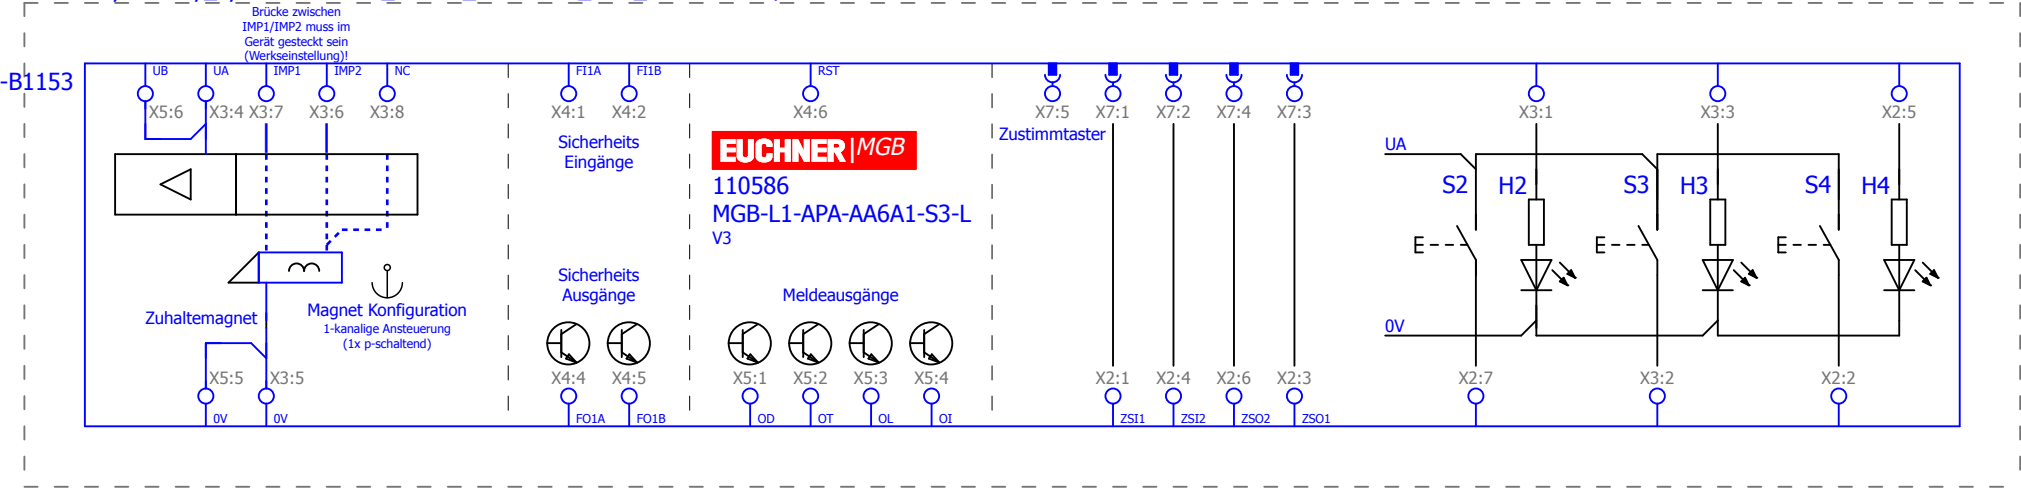 Brücke zwischen
IMP1/IMP2 muss im
Gerät gesteckt sein
(Werkseinstellung)!
-B1153
UB UA IMP1 IMP2 NC FI1A FI1B RST
X5:6 X3:4 X3:7 X3:6 X3:8 X4:1 X4:2 X4:6 X7:5 X7:1 X7:2 X7:4 X7:3 X3:1 X3:3 X2:5
Sicherheits
Eingänge
EUCHNER|MGB
110586
MGB-L1-APA-AA6A1-S3-L
V3
Zustimmtaster
UA
S2 H2 S3 H3 S4 H4
0V
Zuhaltemagnet
Magnet Konfiguration
1-kanalige Ansteuerung
(1x p-schaltend)
Sicherheits
Ausgänge
Meldeausgänge
X5:5 X3:5 X4:4 X4:5 X5:1 X5:2 X5:3 X5:4 X2:1 X2:4 X2:6 X2:3 X2:7 X3:2 X2:2
0V 0V FO1A FO1B OD OT OL OI ZSI1 ZSI2 ZSO2 ZSO1